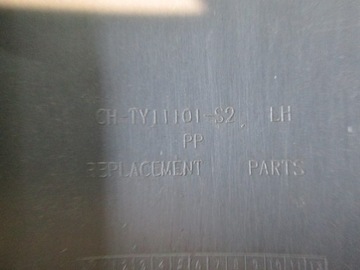 CH-TY11101-S2, LH
PP
REPLACEMENT PARTS